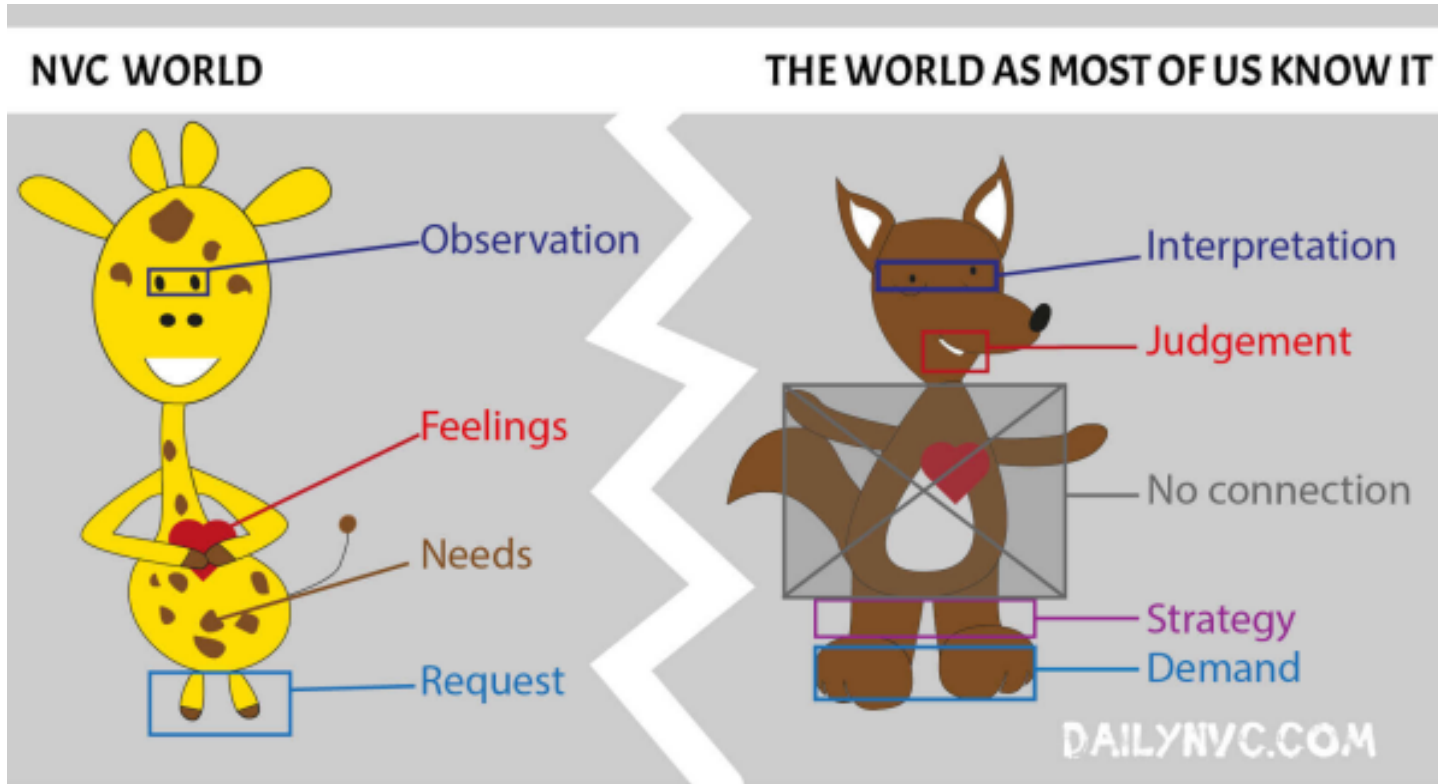 NVC WORLD
THE WORLD AS MOST OF US KNOW IT
Observation
Feelings
Needs
Request
Interpretation
Judgement
No connection
Strategy
Demand
DAILYNVC.COM